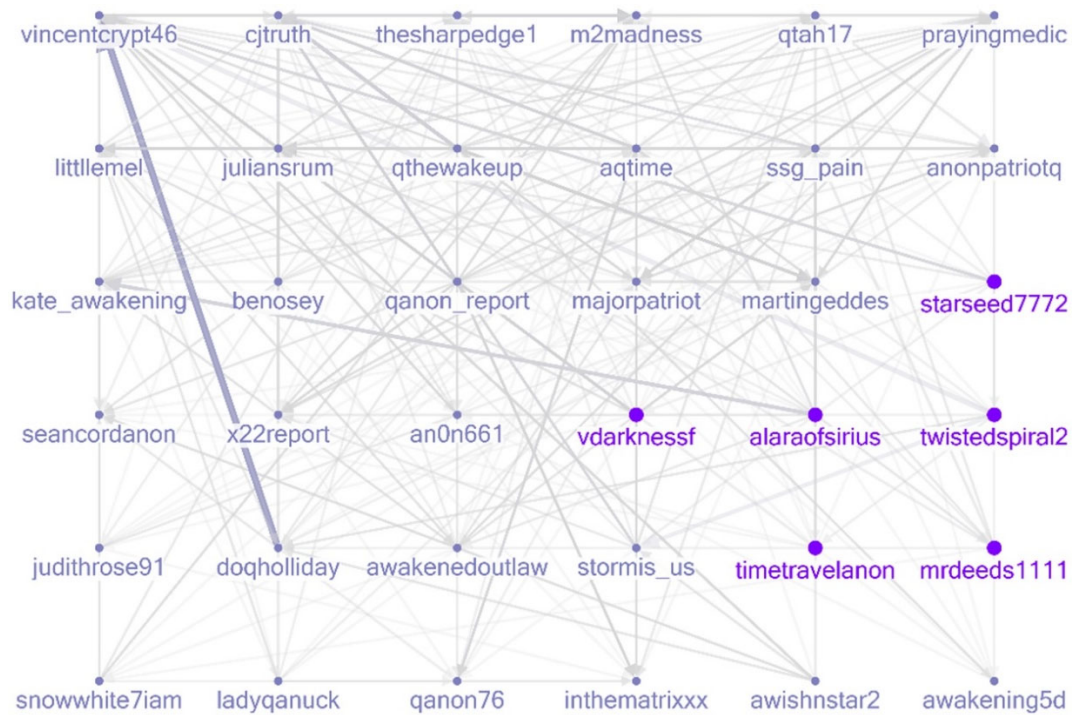 vincentcrypt46 cjtruth thesharpedge1 m2madness qtah17 prayingmedic
littllemel juliansrum qthewakeup aqtime ssg_pain anonpatriotq
kate_awakening benosey qanon_report majorpatriot martingeddes starseed7772
seancordanon x22report an0n661 vdarknessf alaraofsirius twistedspiral2
judithrose91 doqholliday awakenedoutlaw stormis_us timetravelanon mrdeeds1111
snowwhite7iam ladyqanuck qanon76 inthematrixxx awishnstar2 awakening5d